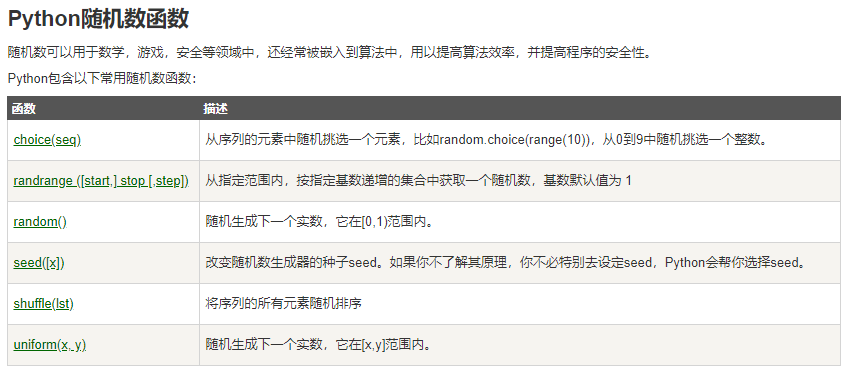 Python随机数函数
随机数可以用于数学，游戏，安全等领域中，还经常被嵌入到算法中，用以提高算法效率，并提高程序的安全性。
Python包含以下常用随机数函数：
函数 描述
choice(seq) 从序列的元素中随机挑选一个元素，比如random.choice(range(10))，从0到9中随机挑选一个整数。
randrange ([start,] stop [,step]) 从指定范围内，按指定基数递增的集合中获取一个随机数，基数默认值为 1
random() 随机生成下一个实数，它在[0,1)范围内。
seed([x]) 改变随机数生成器的种子seed。如果你不了解其原理，你不必特别去设定seed，Python会帮你选择seed。
shuffle(lst) 将序列的所有元素随机排序
uniform(x, y) 随机生成下一个实数，它在[x,y]范围内。